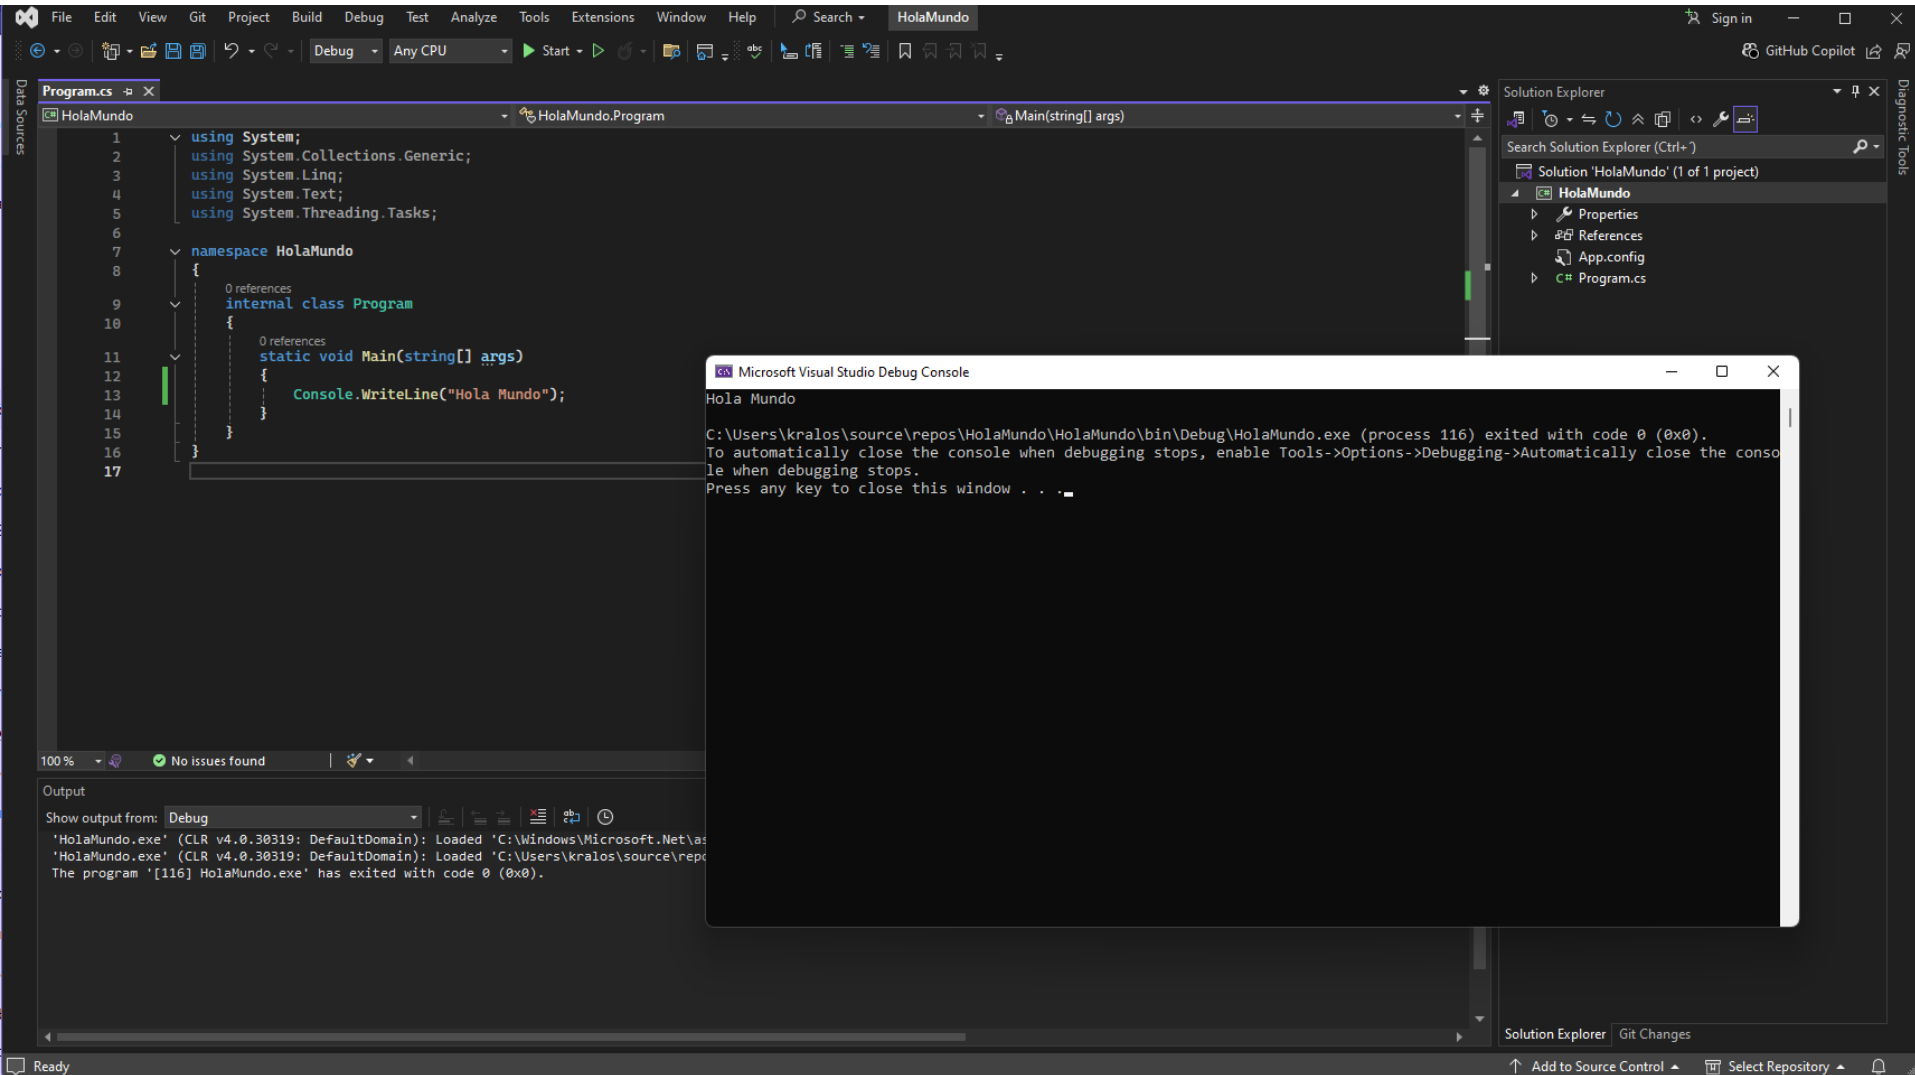 File Edit View Git Project Build Debug Test Analyze Tools Extensions Window Help Search HolaMundo Sign in
Debug Any CPU Start GitHub Copilot
Data Sources
Program.cs
HolaMundo HolaMundo.Program Main(string[] args)
1 using System;
2 using System.Collections.Generic;
3 using System.Linq;
4 using System.Text;
5 using System.Threading.Tasks;
6
7 namespace HolaMundo
8 {
0 references
9 internal class Program
10 {
0 references
11 static void Main(string[] args)
12 {
13 Console.WriteLine("Hola Mundo");
14 }
15 }
16 }
17
100 % No issues found
Output
Show output from: Debug
'HolaMundo.exe' (CLR v4.0.30319: DefaultDomain): Loaded 'C:\Windows\Microsoft.Net\as
'HolaMundo.exe' (CLR v4.0.30319: DefaultDomain): Loaded 'C:\Users\kralos\source\repo
The program '[116] HolaMundo.exe' has exited with code 0 (0x0).
Microsoft Visual Studio Debug Console
Hola Mundo
C:\Users\kralos\source\repos\HolaMundo\HolaMundo\bin\Debug\HolaMundo.exe (process 116) exited with code 0 (0x0).
To automatically close the console when debugging stops, enable Tools->Options->Debugging->Automatically close the conso
le when debugging stops.
Press any key to close this window . . .
Solution Explorer
Search Solution Explorer (Ctrl+´)
Solution 'HolaMundo' (1 of 1 project)
C# HolaMundo
Properties
References
App.config
C# Program.cs
Solution Explorer Git Changes
Diagnostic Tools
Ready Add to Source Control Select Repository